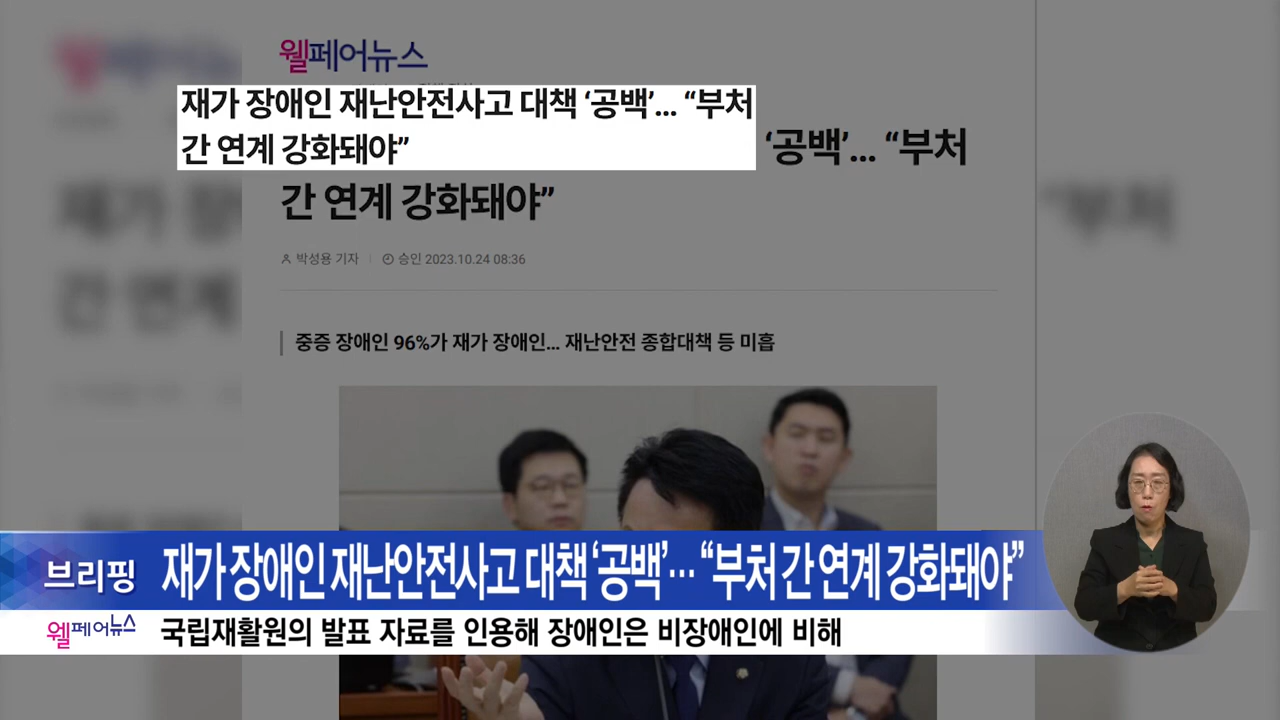 웰페어뉴스
재가 장애인 재난안전사고 대책 ‘공백’... “부처
간 연계 강화돼야”
‘공백’... “부처
간 연계 강화돼야”
박성용 기자 승인 2023.10.24 08:36
중증 장애인 96%가 재가 장애인... 재난안전 종합대책 등 미흡
브리핑 재가 장애인 재난안전사고 대책 ‘공백’… “부처 간 연계 강화돼야”
웰페어뉴스 국립재활원의 발표 자료를 인용해 장애인은 비장애인에 비해